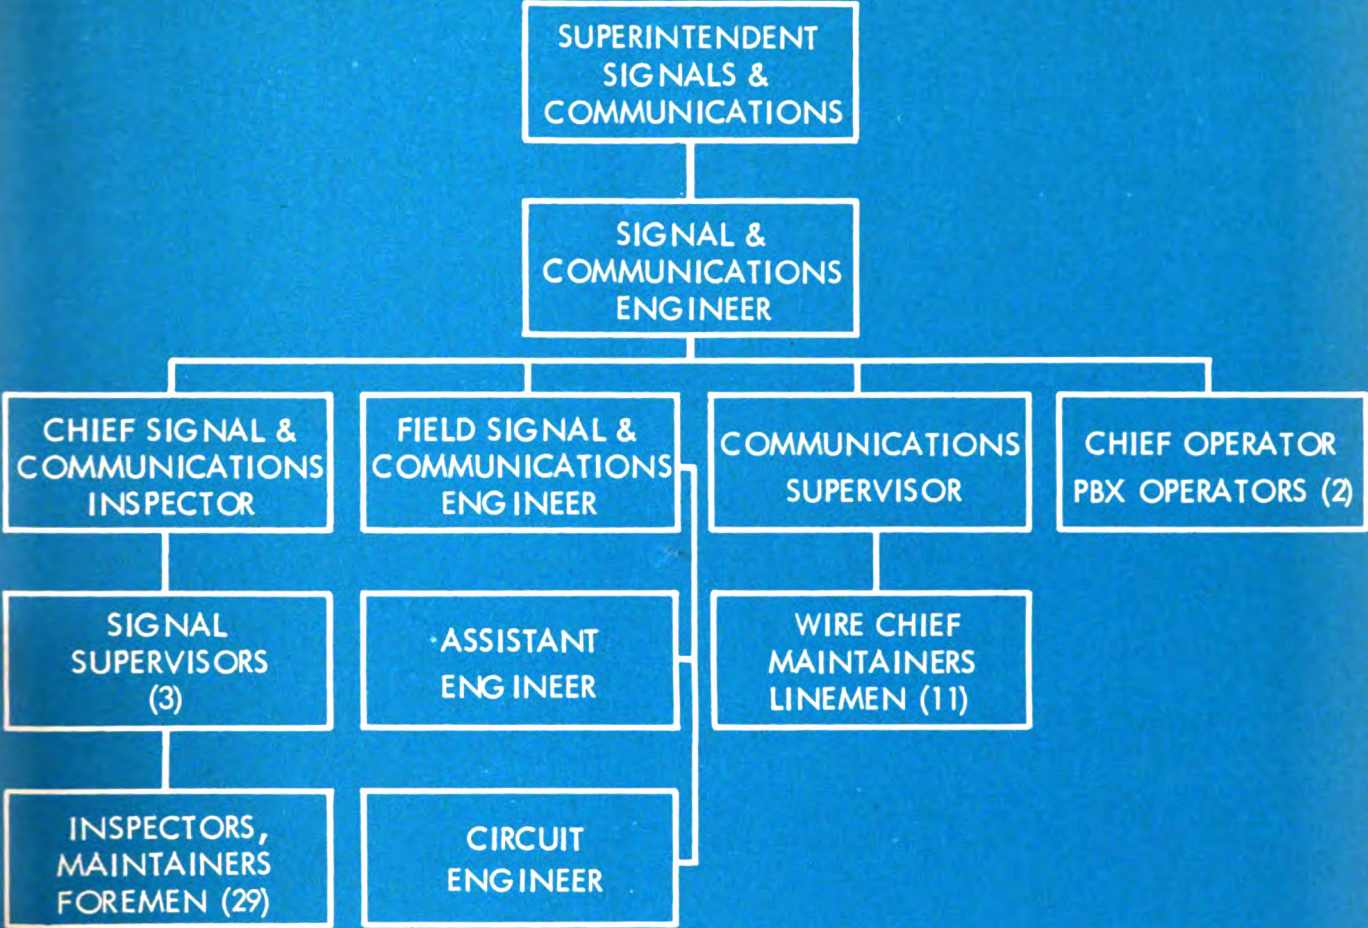 SUPERINTENDENT
SIGNALS &
COMMUNICATIONS
SIGNAL &
COMMUNICATIONS
ENGINEER
CHIEF SIGNAL &
COMMUNICATIONS
INSPECTOR
FIELD SIGNAL &
COMMUNICATIONS
ENGINEER
COMMUNICATIONS
SUPERVISOR
CHIEF OPERATOR
PBX OPERATORS (2)
SIGNAL
SUPERVISORS
(3)
ASSISTANT
ENGINEER
WIRE CHIEF
MAINTAINERS
LINEMEN (11)
INSPECTORS,
MAINTAINERS
FOREMEN (29)
CIRCUIT
ENGINEER